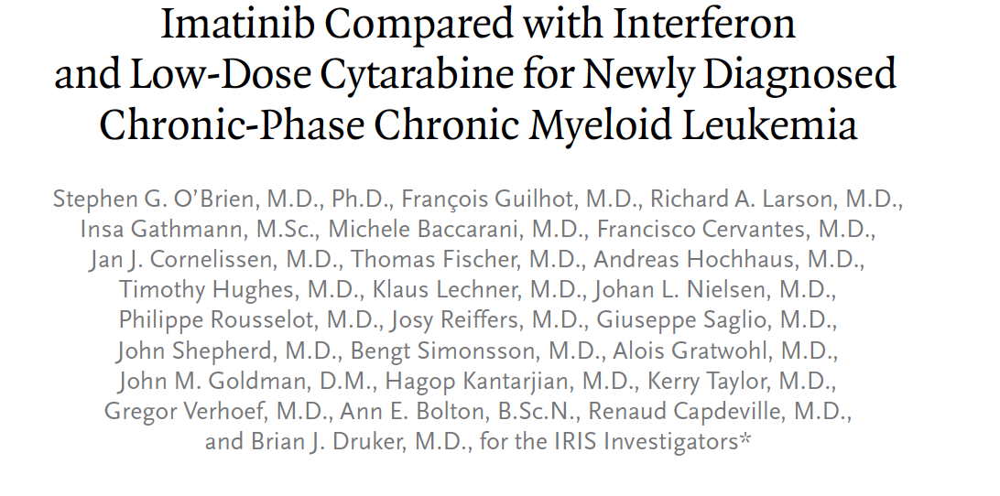 Imatinib Compared with Interferon
and Low-Dose Cytarabine for Newly Diagnosed
Chronic-Phase Chronic Myeloid Leukemia
Stephen G. O’Brien, M.D., Ph.D., François Guilhot, M.D., Richard A. Larson, M.D.,
Insa Gathmann, M.Sc., Michele Baccarani, M.D., Francisco Cervantes, M.D.,
Jan J. Cornelissen, M.D., Thomas Fischer, M.D., Andreas Hochhaus, M.D.,
Timothy Hughes, M.D., Klaus Lechner, M.D., Johan L. Nielsen, M.D.,
Philippe Rousselot, M.D., Josy Reiffers, M.D., Giuseppe Saglio, M.D.,
John Shepherd, M.D., Bengt Simonsson, M.D., Alois Gratwohl, M.D.,
John M. Goldman, D.M., Hagop Kantarjian, M.D., Kerry Taylor, M.D.,
Gregor Verhoef, M.D., Ann E. Bolton, B.Sc.N., Renaud Capdeville, M.D.,
and Brian J. Druker, M.D., for the IRIS Investigators*